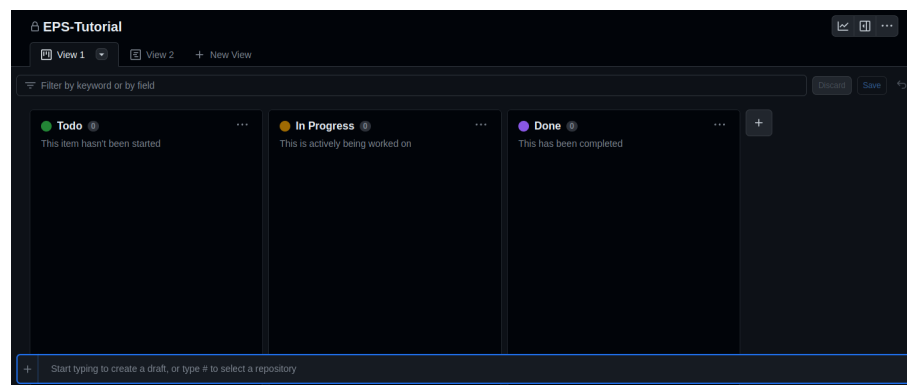 EPS-Tutorial
View 1
View 2
+ New View
Filter by keyword or by field
Discard
Save
Todo 0
This item hasn't been started
In Progress 0
This is actively being worked on
Done 0
This has been completed
+
+ Start typing to create a draft, or type # to select a repository